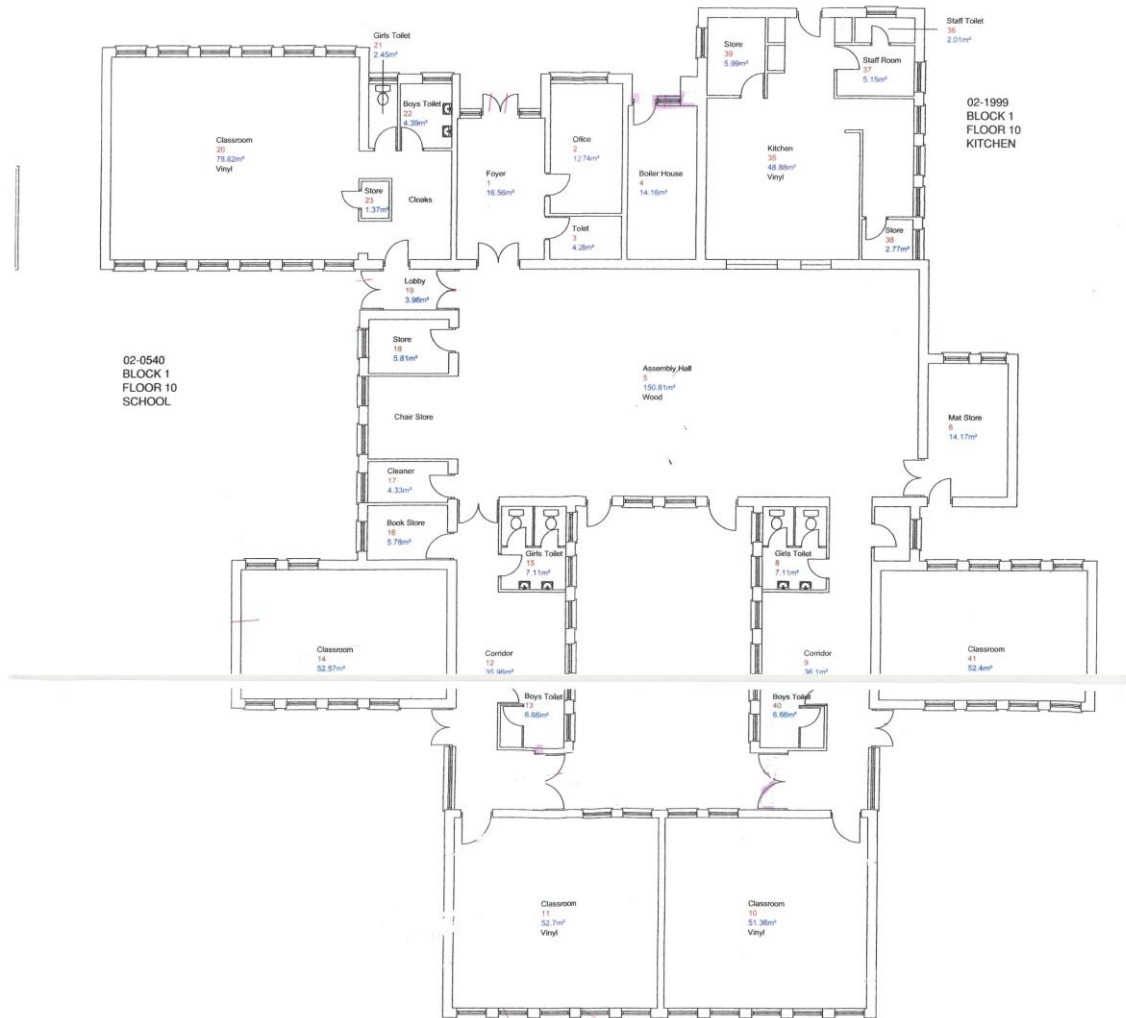 Girls Toilet
21
2.45m²
Staff Toilet
36
2.01m²
Store
39
5.99m²
Staff Room
37
5.15m²
02-1999
BLOCK 1
FLOOR 10
KITCHEN
Boys Toilet
22
4.39m²
Classroom
20
78.62m²
Vinyl
Office
2
12.74m²
Kitchen
35
48.88m²
Vinyl
Foyer
1
16.56m²
Boiler House
4
14.16m²
Store
23
1.37m²
Cloaks
Toilet
3
4.28m²
Store
38
2.77m²
Lobby
19
3.96m²
Store
18
5.81m²
02-0540
BLOCK 1
FLOOR 10
SCHOOL
Assembly Hall
5
150.61m²
Wood
Chair Store
Mat Store
6
14.17m²
Cleaner
17
4.33m²
Book Store
16
5.78m²
Girls Toilet
15
7.11m²
Girls Toilet
8
7.11m²
Classroom
14
52.57m²
Corridor
12
35.96m²
Corridor
9
36.1m²
Classroom
41
52.4m²
Boys Toilet
13
6.66m²
Boys Toilet
40
6.66m²
Classroom
11
52.7m²
Vinyl
Classroom
10
51.36m²
Vinyl